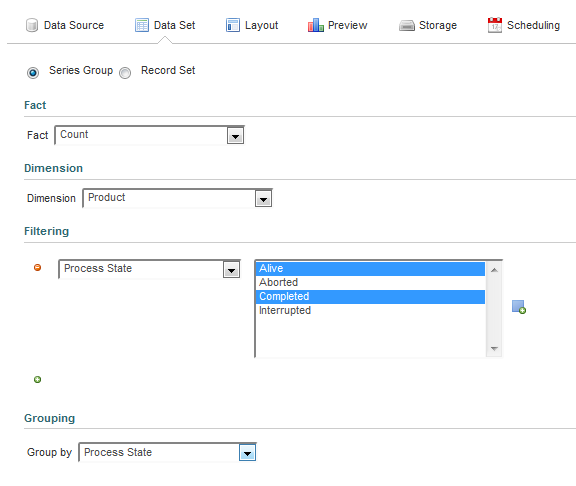 Data Source Data Set Layout Preview Storage Scheduling
Series Group Record Set
Fact
Fact Count
Dimension
Dimension Product
Filtering
Process State Alive
Aborted
Completed
Interrupted
Grouping
Group by Process State